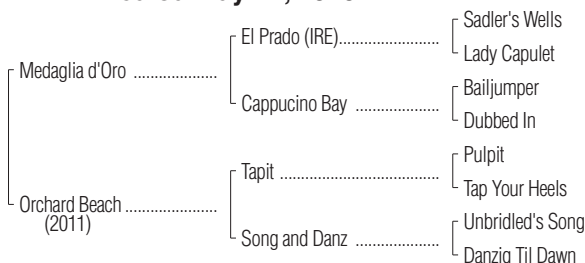 Sadler's Wells
El Prado (IRE)....................
Lady Capulet
Medaglia d'Oro ....................
Bailjumper
Cappucino Bay ....................
Dubbed In
Pulpit
Tapit ....................
Tap Your Heels
Orchard Beach ....................
(2011)
Unbridled's Song
Song and Danz ....................
Danzig Til Dawn